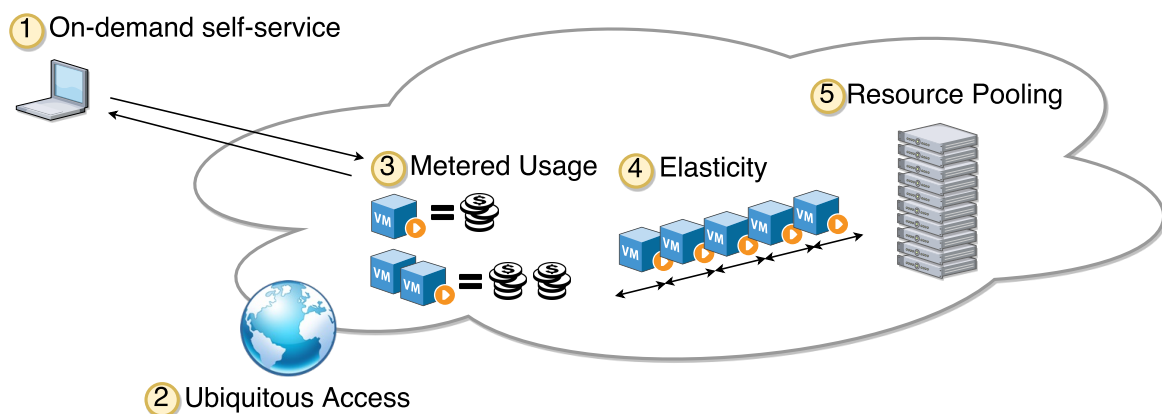 1 On-demand self-service
5 Resource Pooling
3 Metered Usage
4 Elasticity
VM = $
VM VM = $ $
VM VM VM VM VM
2 Ubiquitous Access